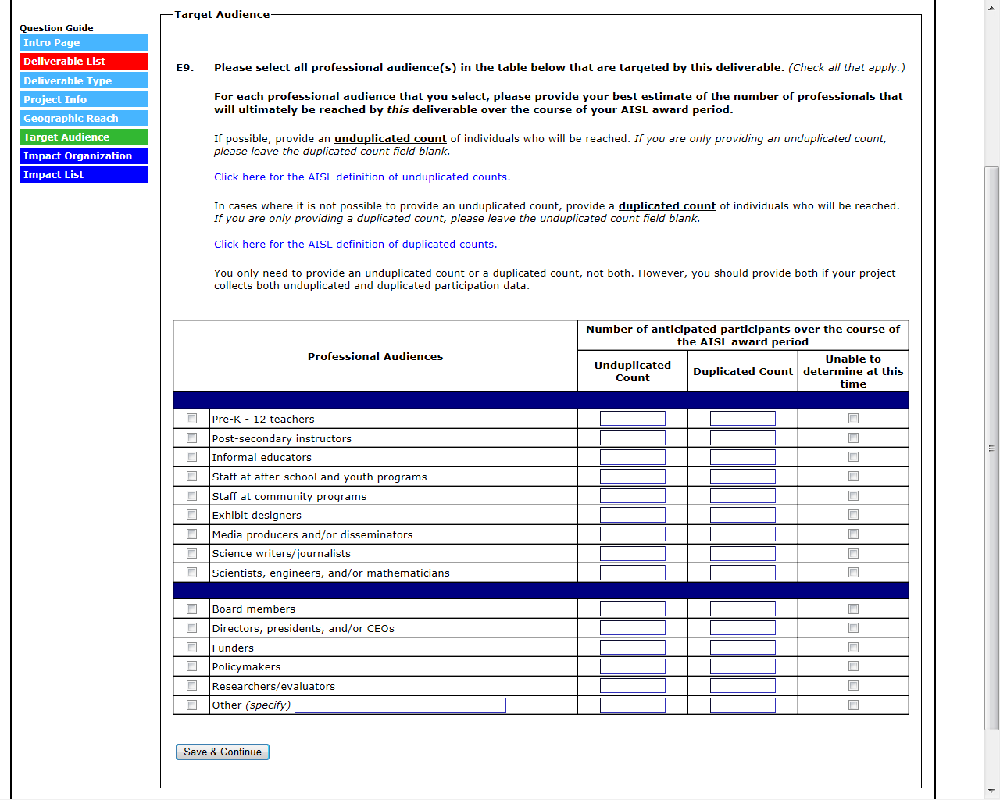 Target Audience
Question Guide
Intro Page
Deliverable List
Deliverable Type
Project Info
Geographic Reach
Target Audience
Impact Organization
Impact List
E9. Please select all professional audience(s) in the table below that are targeted by this deliverable. (Check all that apply.)
For each professional audience that you select, please provide your best estimate of the number of professionals that
will ultimately be reached by this deliverable over the course of your AISL award period.
If possible, provide an unduplicated count of individuals who will be reached. If you are only providing an unduplicated count,
please leave the duplicated count field blank.
Click here for the AISL definition of unduplicated counts.
In cases where it is not possible to provide an unduplicated count, provide a duplicated count of individuals who will be reached.
If you are only providing a duplicated count, please leave the unduplicated count field blank.
Click here for the AISL definition of duplicated counts.
You only need to provide an unduplicated count or a duplicated count, not both. However, you should provide both if your project
collects both unduplicated and duplicated participation data.
Professional Audiences
Number of anticipated participants over the course of
the AISL award period
Unduplicated
Count
Duplicated Count
Unable to
determine at this
time
Pre-K - 12 teachers
Post-secondary instructors
Informal educators
Staff at after-school and youth programs
Staff at community programs
Exhibit designers
Media producers and/or disseminators
Science writers/journalists
Scientists, engineers, and/or mathematicians
Board members
Directors, presidents, and/or CEOs
Funders
Policymakers
Researchers/evaluators
Other (specify)
Save & Continue